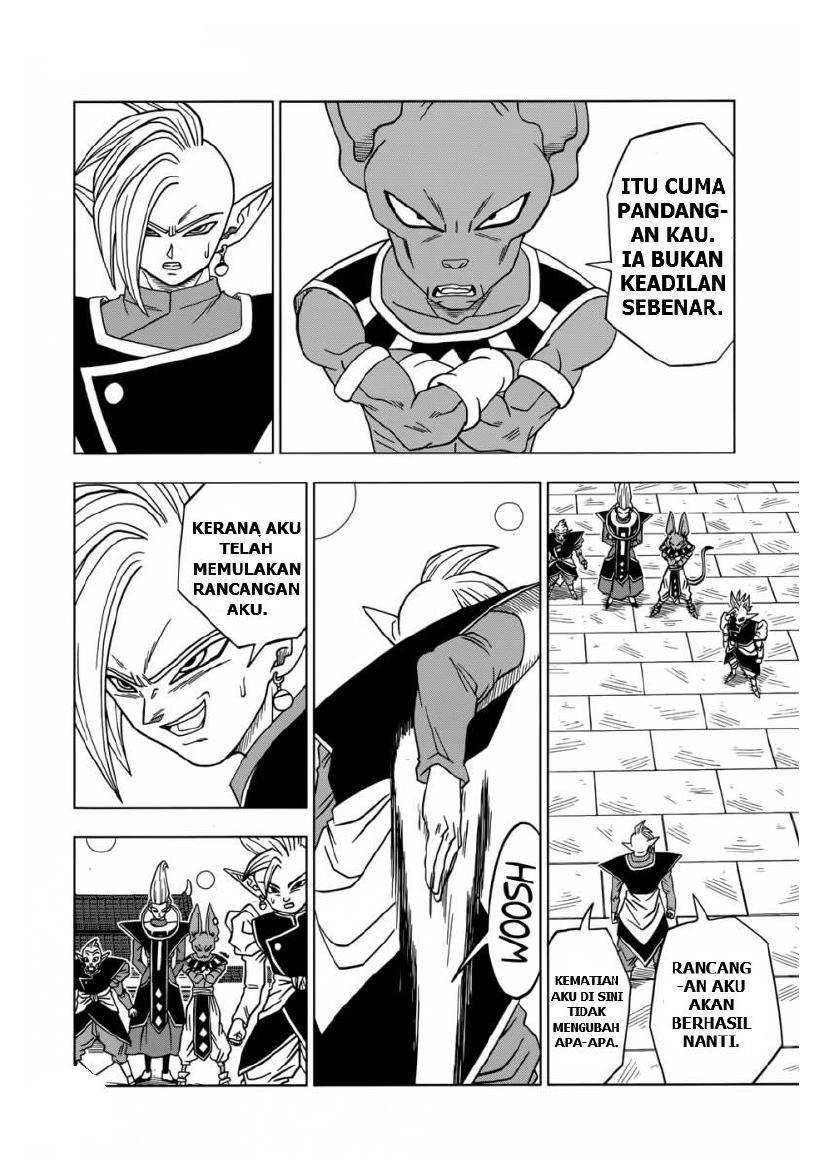 ITU CUMA
PANDANG-
AN KAU.
IA BUKAN
KEADILAN
SEBENAR.
RANCANG
-AN AKU
AKAN
BERHASIL
NANTI.
KEMATIAN
AKU DI SINI
TIDAK
MENGUBAH
APA-APA.
WOOSH
KERANA AKU
TELAH
MEMULAKAN
RANCANGAN
AKU.